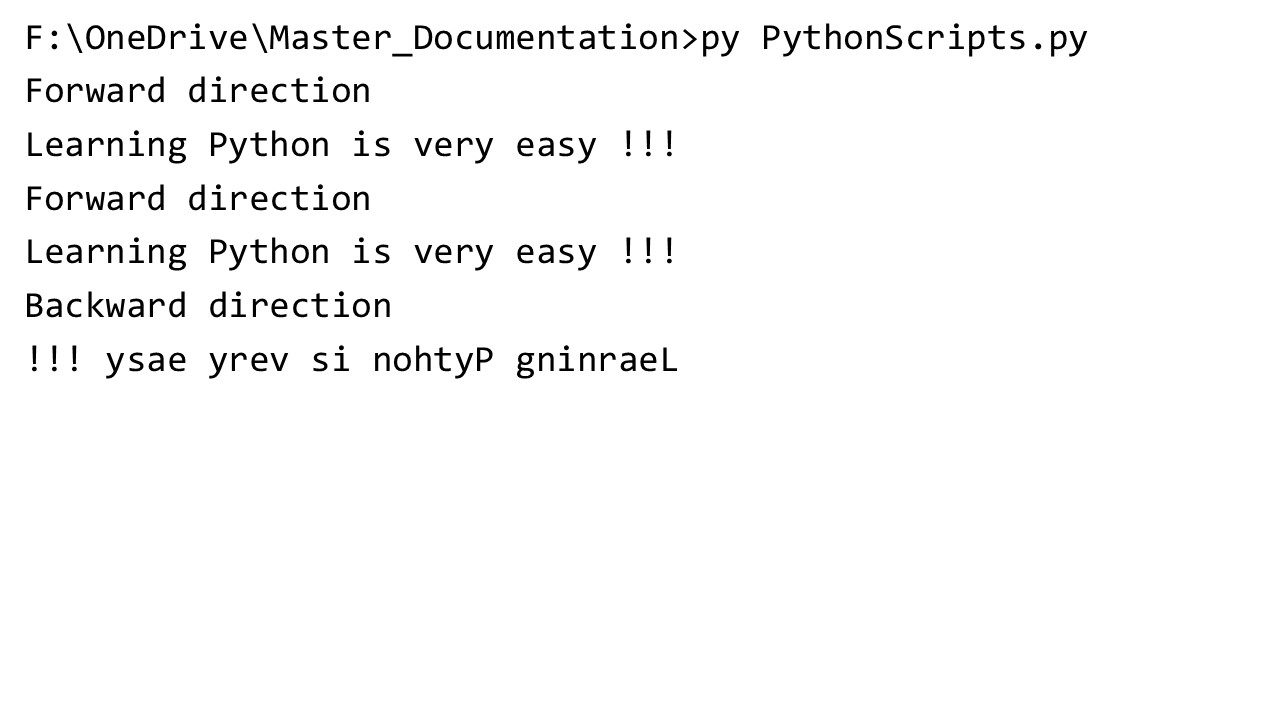 F:\OneDrive\Master_Documentation>py PythonScripts.py
Forward direction
Learning Python is very easy !!!
Forward direction
Learning Python is very easy !!!
Backward direction
!!! ysae yrev si nohtyP gninraeL